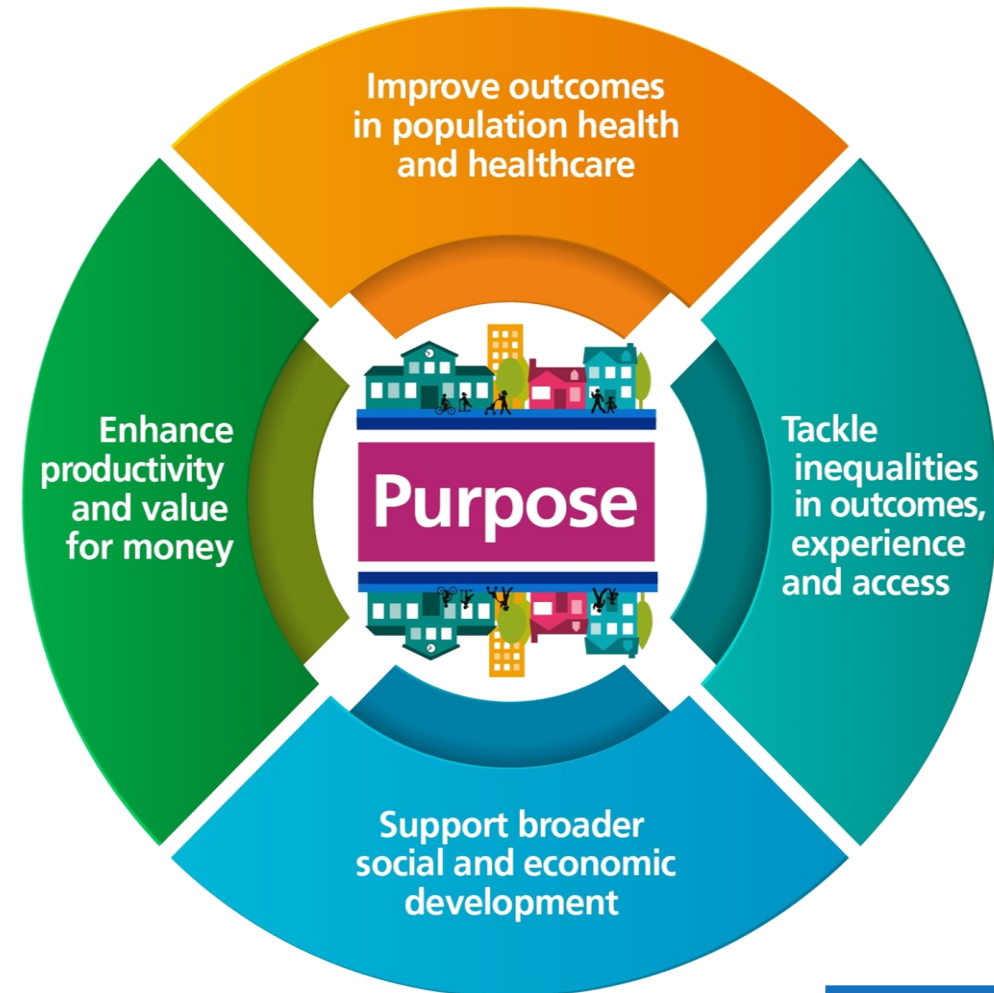 Improve outcomes
in population health
and healthcare
Tackle
inequalities
in outcomes,
experience
and access
Support broader
social and economic
development
Enhance
productivity
and value
for money
Purpose